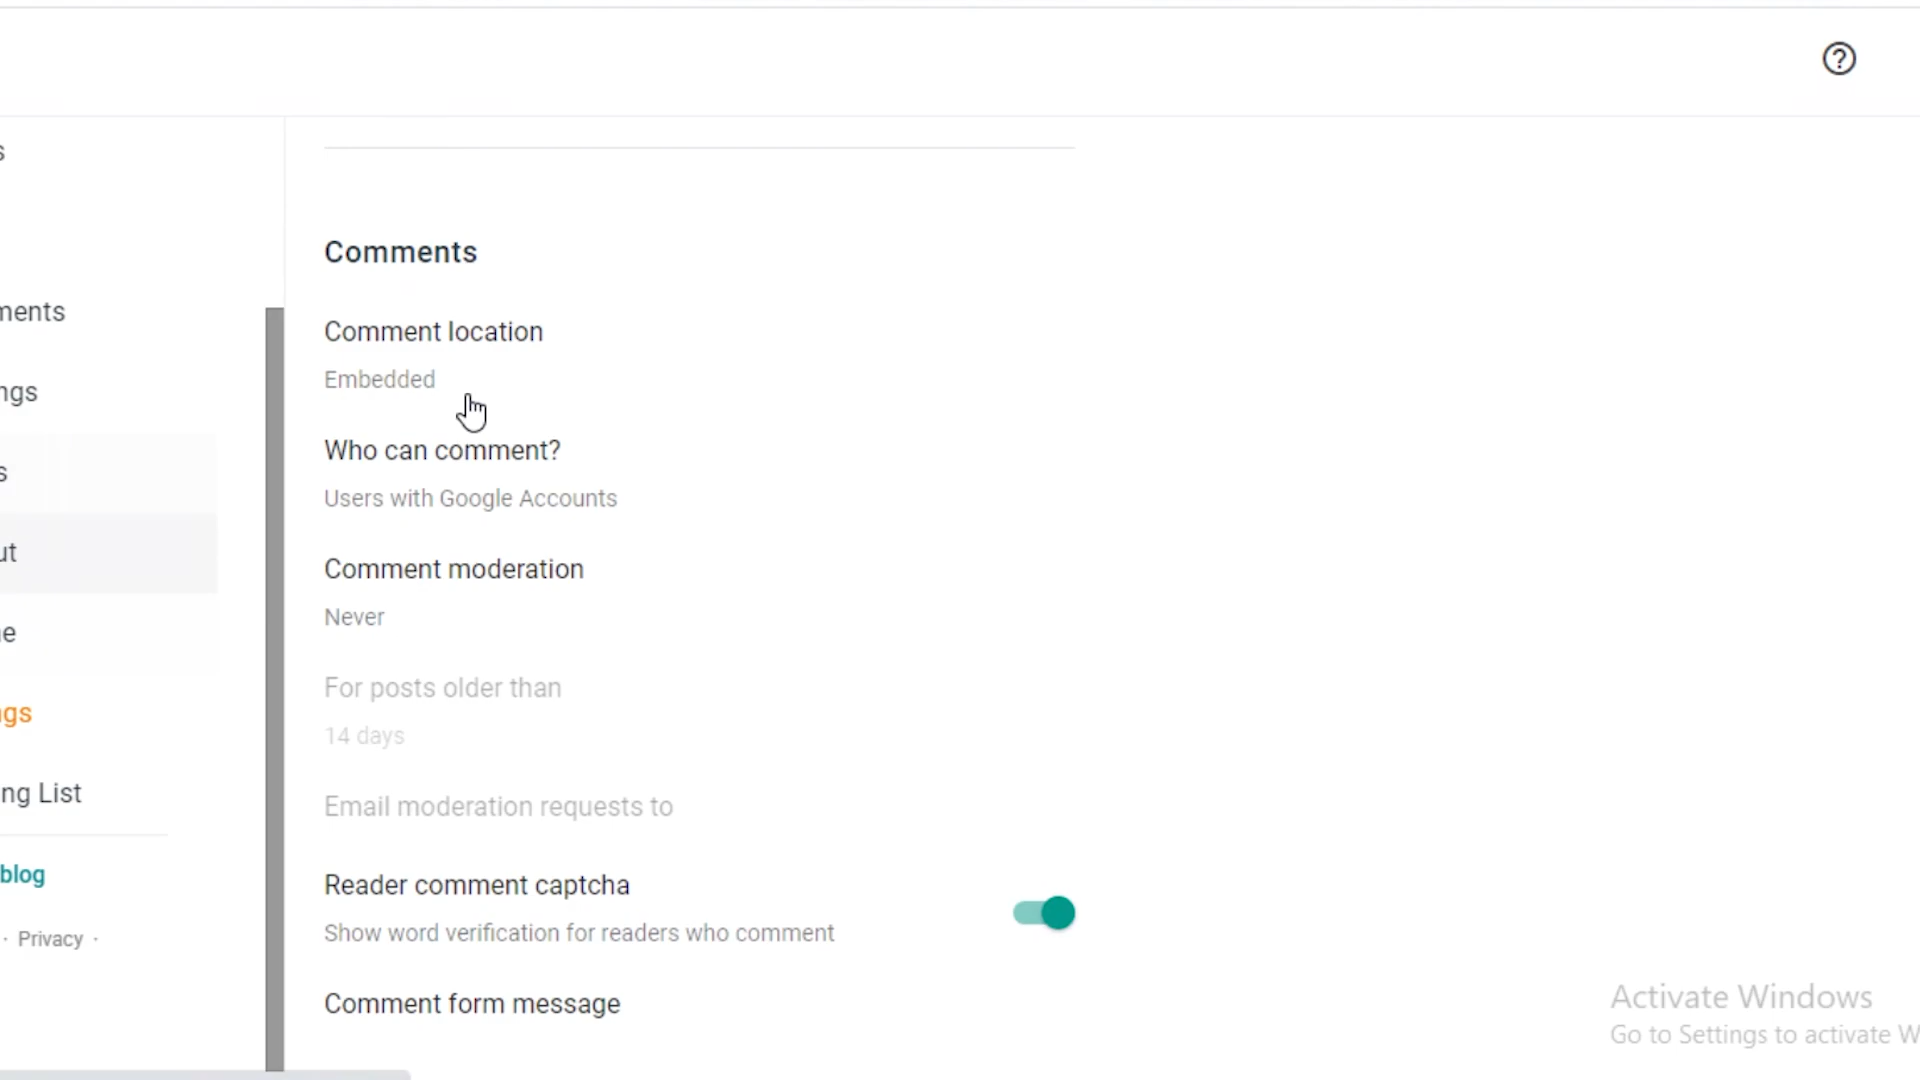 s
ments
ngs
s
ut
e
gs
ng List
blog
· Privacy ·
Comments
Comment location
Embedded
Who can comment?
Users with Google Accounts
Comment moderation
Never
For posts older than
14 days
Email moderation requests to
Reader comment captcha
Show word verification for readers who comment
Comment form message
Activate Windows
Go to Settings to activate W